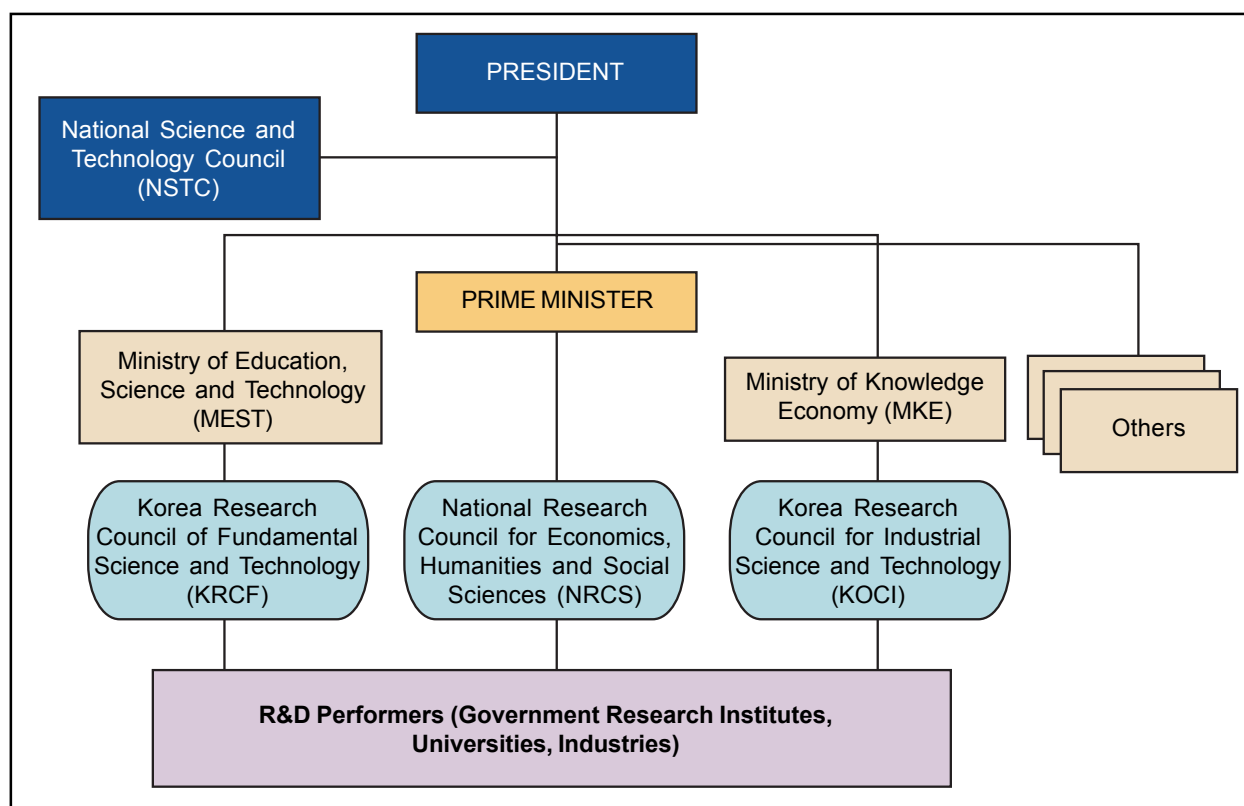 PRESIDENT
National Science and
Technology Council
(NSTC)
PRIME MINISTER
Ministry of Education,
Science and Technology
(MEST)
Ministry of Knowledge
Economy (MKE)
Others
Korea Research
Council of Fundamental
Science and Technology
(KRCF)
National Research
Council for Economics,
Humanities and Social
Sciences (NRCS)
Korea Research
Council for Industrial
Science and Technology
(KOCI)
R&D Performers (Government Research Institutes,
Universities, Industries)